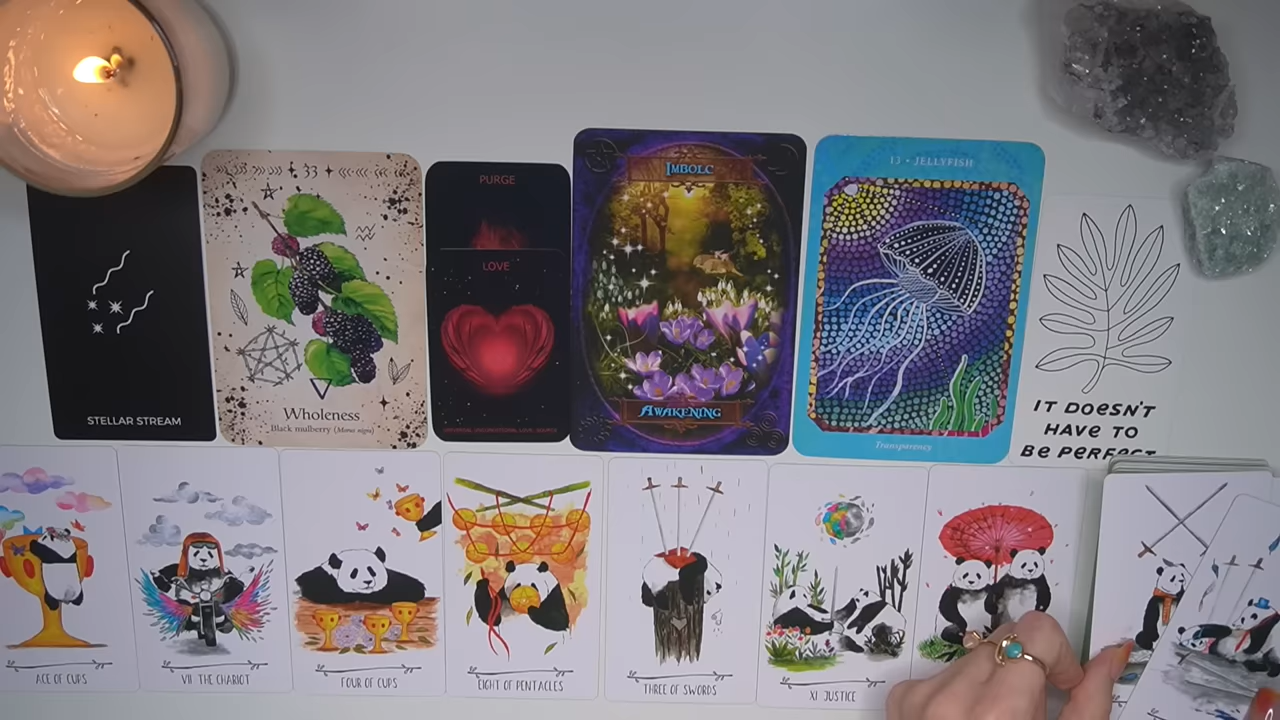 STELLAR STREAM
33
Wholeness
Black mulberry (Morus nigra)
PURGE
LOVE
IMBOLC
AWAKENING
13 • JELLYFISH
Transparency
IT DOESN'T
HAVE TO
BE PERFECT
ACE OF CUPS
VII THE CHARIOT
FOUR OF CUPS
EIGHT OF PENTACLES
THREE OF SWORDS
XI JUSTICE